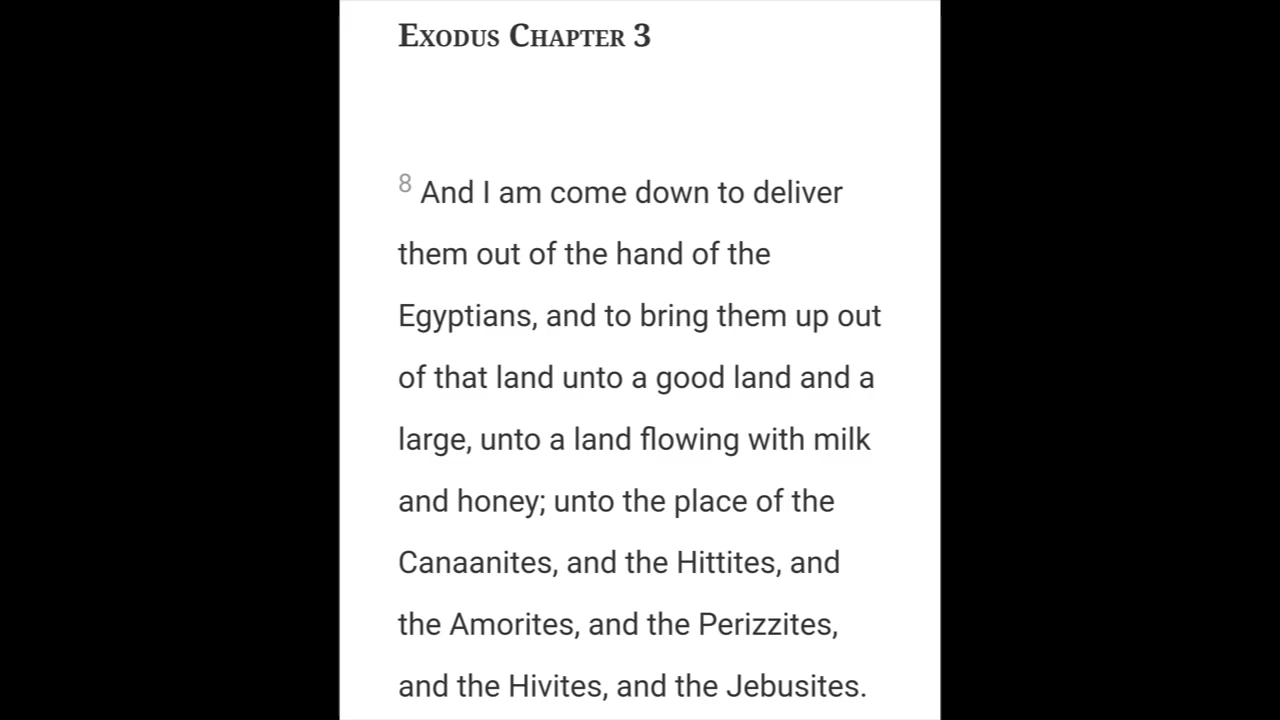 Exodus Chapter 3
8 And I am come down to deliver
them out of the hand of the
Egyptians, and to bring them up out
of that land unto a good land and a
large, unto a land flowing with milk
and honey; unto the place of the
Canaanites, and the Hittites, and
the Amorites, and the Perizzites,
and the Hivites, and the Jebusites.